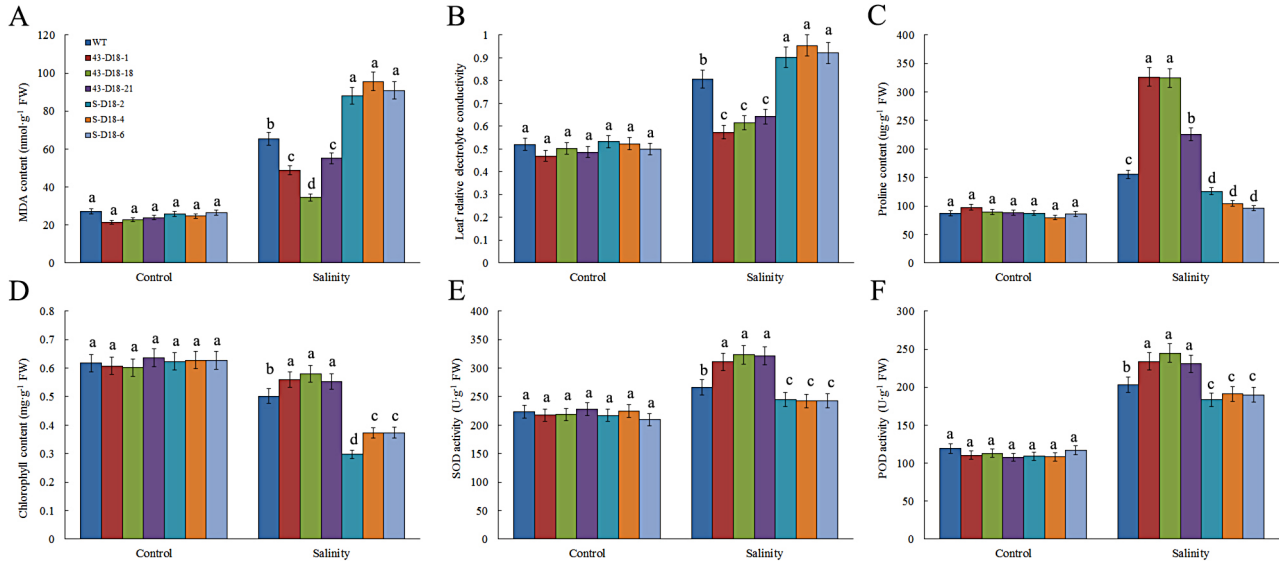 A
MDA content (nmol·g⁻¹ FW)
120
100
80
60
40
20
0
WT
43-D18-1
43-D18-18
43-D18-21
S-D18-2
S-D18-4
S-D18-6
a a a a a a a
b c d c a a a
Control Salinity
B
Leaf relative electrolyte conductivity
1
0.9
0.8
0.7
0.6
0.5
0.4
0.3
0.2
0.1
0
a a a a a a a
b c c c a a a
Control Salinity
C
Proline content (ug·g⁻¹ FW)
400
350
300
250
200
150
100
50
0
a a a a a a a
c a a b d d d
Control Salinity
D
Chlorophyll content (mg·g⁻¹ FW)
0.8
0.7
0.6
0.5
0.4
0.3
0.2
0.1
0
a a a a a a a
b a a a d c c
Control Salinity
E
SOD activity (U·g⁻¹ FW)
400
350
300
250
200
150
100
50
0
a a a a a a a
b a a a c c c
Control Salinity
F
POD activity (U·g⁻¹ FW)
300
250
200
150
100
50
0
a a a a a a a
b a a a c c c
Control Salinity